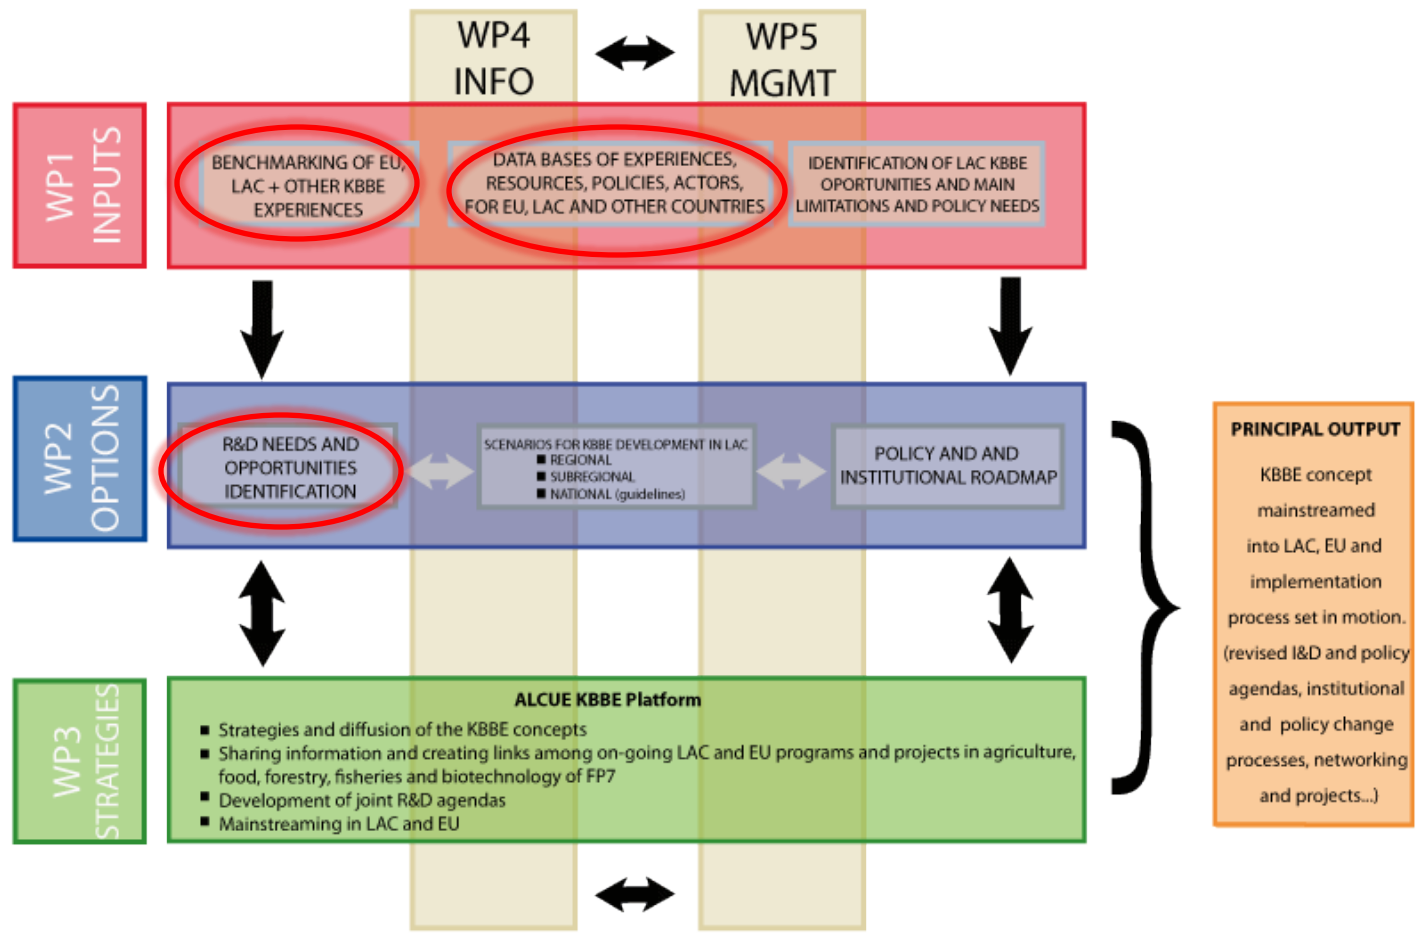 WP4
INFO
WP5
MGMT
WP1
INPUTS
BENCHMARKING OF EU,
LAC + OTHER KBBE
EXPERIENCES
DATA BASES OF EXPERIENCES,
RESOURCES, POLICIES, ACTORS,
FOR EU, LAC AND OTHER COUNTRIES
IDENTIFICATION OF LAC KBBE
OPORTUNITIES AND MAIN
LIMITATIONS AND POLICY NEEDS
WP2
OPTIONS
R&D NEEDS AND
OPPORTUNITIES
IDENTIFICATION
SCENARIOS FOR KBBE DEVELOPMENT IN LAC
■ REGIONAL
■ SUBREGIONAL
■ NATIONAL (guidelines)
POLICY AND AND
INSTITUTIONAL ROADMAP
WP3
STRATEGIES
ALCUE KBBE Platform
■ Strategies and diffusion of the KBBE concepts
■ Sharing information and creating links among on-going LAC and EU programs and projects in agriculture,
food, forestry, fisheries and biotechnology of FP7
■ Development of joint R&D agendas
■ Mainstreaming in LAC and EU
PRINCIPAL OUTPUT
KBBE concept
mainstreamed
into LAC, EU and
implementation
process set in motion.
(revised I&D and policy
agendas, institutional
and policy change
processes, networking
and projects...)